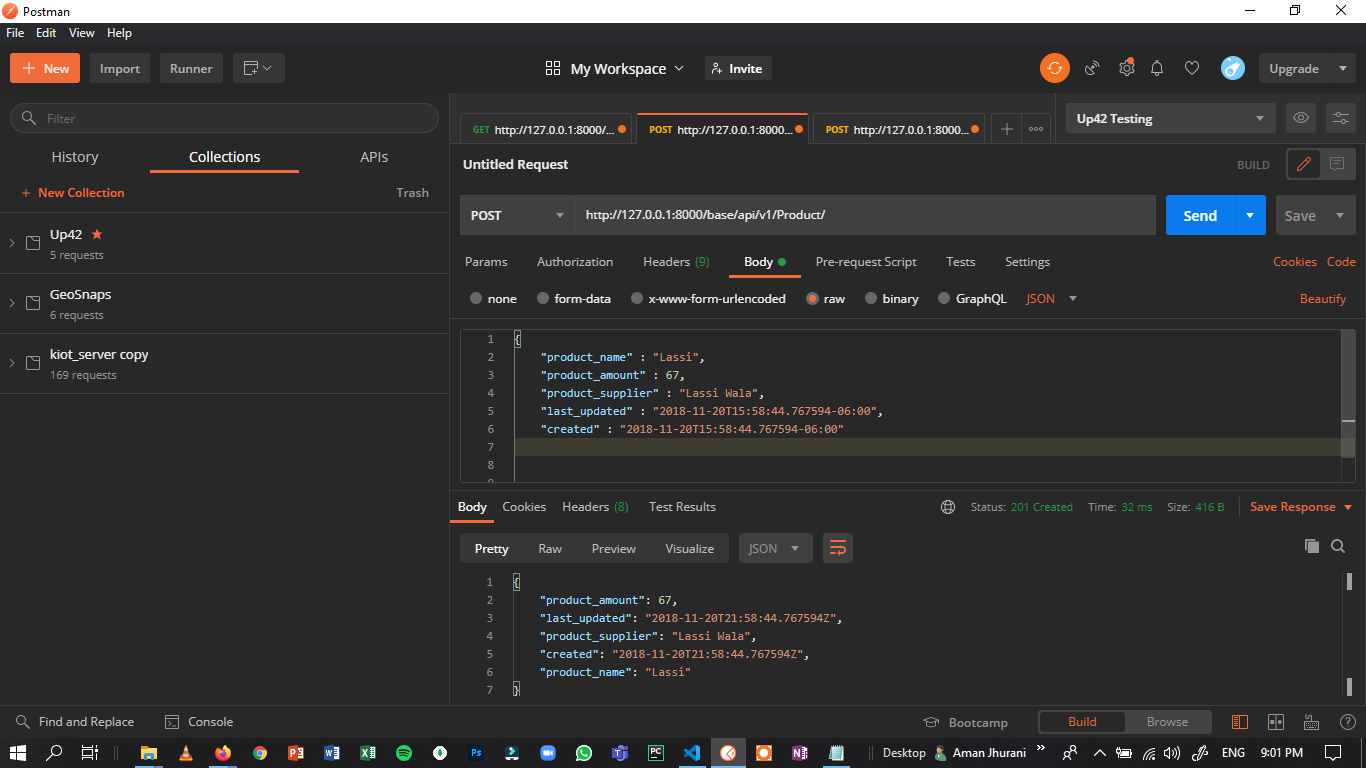 Postman
File Edit View Help
+ New Import Runner My Workspace Invite Upgrade
Filter
History Collections APIs
+ New Collection Trash
Up42 ★
5 requests
GeoSnaps
6 requests
kiot_server copy
169 requests
GET http://127.0.0.1:8000/... POST http://127.0.0.1:8000... POST http://127.0.0.1:8000... + ooo Up42 Testing
Untitled Request BUILD
POST http://127.0.0.1:8000/base/api/v1/Product/ Send Save
Params Authorization Headers (9) Body Pre-request Script Tests Settings Cookies Code
none form-data x-www-form-urlencoded raw binary GraphQL JSON Beautify
1 {
2 "product_name" : "Lassi",
3 "product_amount" : 67,
4 "product_supplier" : "Lassi Wala",
5 "last_updated" : "2018-11-20T15:58:44.767594-06:00",
6 "created" : "2018-11-20T15:58:44.767594-06:00"
7
8
Body Cookies Headers (8) Test Results Status: 201 Created Time: 32 ms Size: 416 B Save Response
Pretty Raw Preview Visualize JSON
1 {
2 "product_amount": 67,
3 "last_updated": "2018-11-20T21:58:44.767594Z",
4 "product_supplier": "Lassi Wala",
5 "created": "2018-11-20T21:58:44.767594Z",
6 "product_name": "Lassi"
7 }
Find and Replace Console Bootcamp Build Browse
Desktop Aman Jhurani ENG 9:01 PM